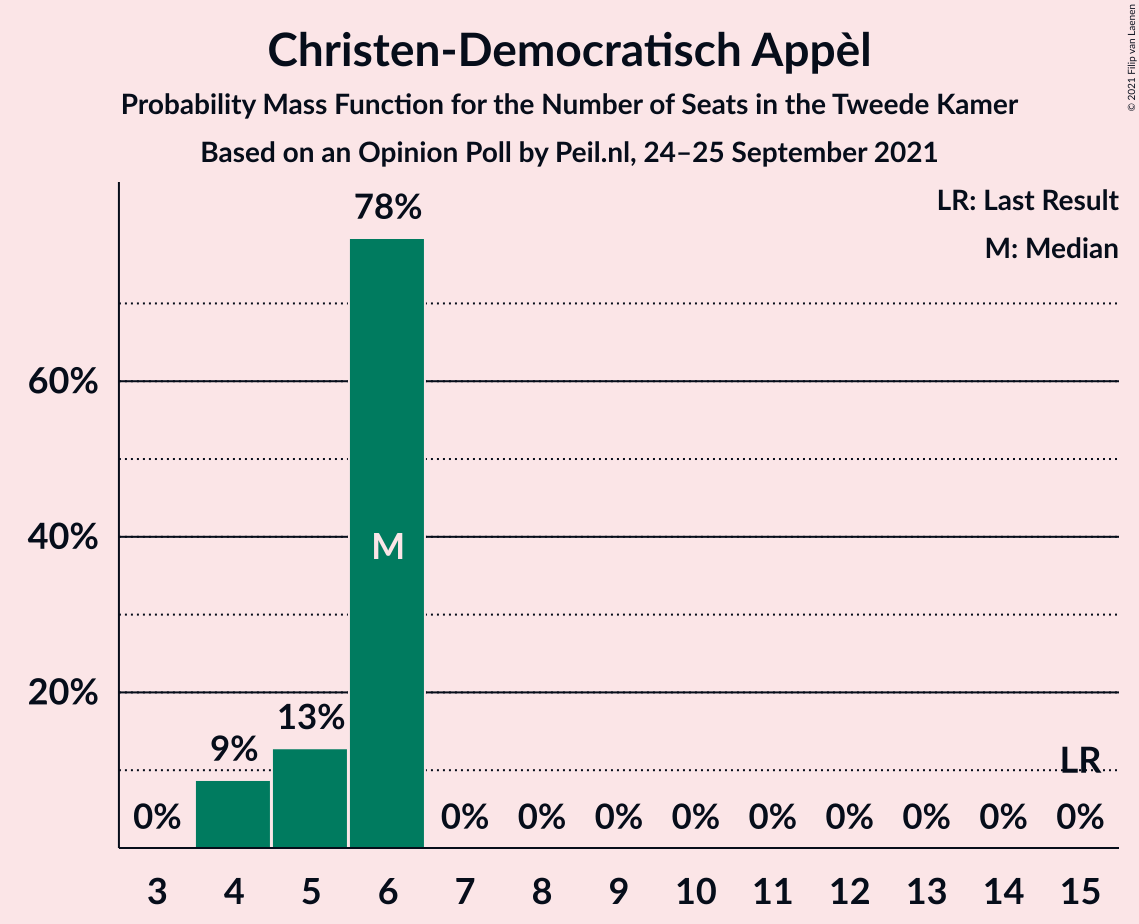 Christen-Democratisch Appèl
Probability Mass Function for the Number of Seats in the Tweede Kamer
Based on an Opinion Poll by Peil.nl, 24–25 September 2021
© 2021 Filip van Laenen
LR: Last Result
M: Median
78%
60%
40%
M
20%
13%
9%
LR
0% 0% 0% 0% 0% 0% 0% 0% 0% 0%
3 4 5 6 7 8 9 10 11 12 13 14 15